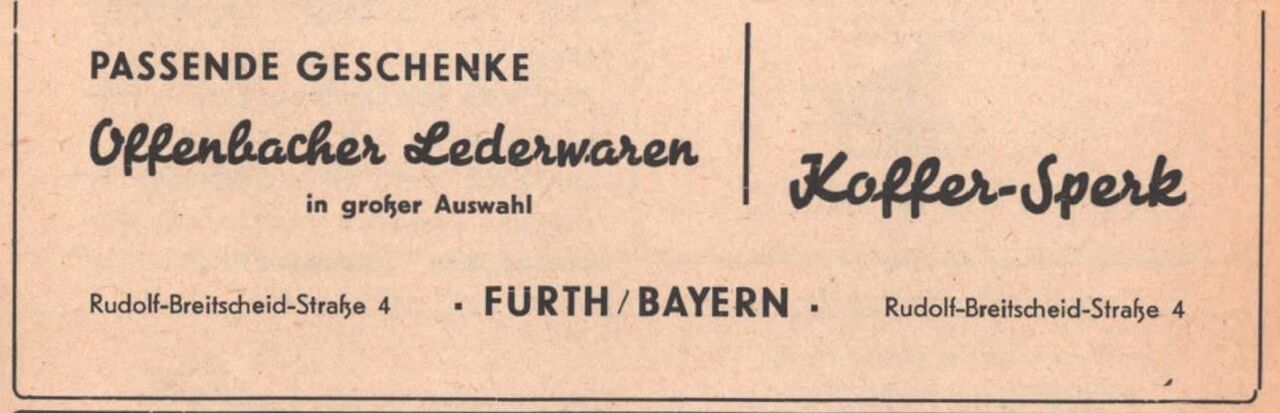 PASSENDE GESCHENKE
Offenbacher Lederwaren
in großer Auswahl
Koffer-Sperk
Rudolf-Breitscheid-Straße 4 · FÜRTH/BAYERN · Rudolf-Breitscheid-Straße 4